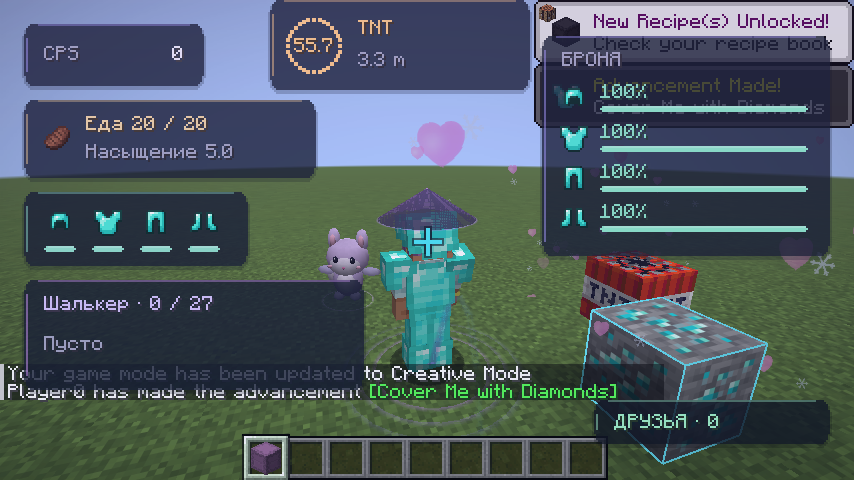 CPS 0
55.7
TNT
3.3 m
New Recipe(s) Unlocked!
Check your recipe book
БРОНЯ
Advancement Made!
Cover Me with Diamonds
100%
100%
100%
100%
Еда 20 / 20
Насыщение 5.0
Шалькер · 0 / 27
Пусто
TNT
Your game mode has been updated to Creative Mode
Player0 has made the advancement [Cover Me with Diamonds]
ДРУЗЬЯ · 0